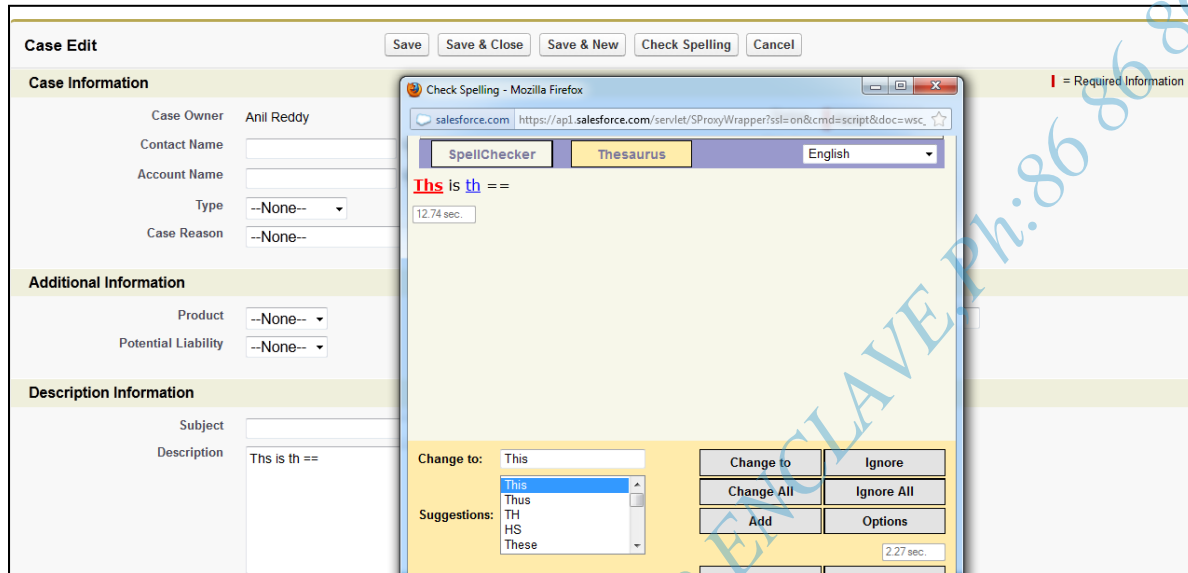 Case Edit
Save
Save & Close
Save & New
Check Spelling
Cancel
Case Information
= Required Information
Case Owner
Anil Reddy
Contact Name
Account Name
Type
--None--
Case Reason
--None--
Additional Information
Product
--None--
Potential Liability
--None--
Description Information
Subject
Description
Ths is th ==
Check Spelling - Mozilla Firefox
salesforce.com https://ap1.salesforce.com/servlet/SProxyWrapper?ssl=on&cmd=script&doc=wsc_
SpellChecker
Thesaurus
English
Ths is th ==
12.74 sec.
Change to:
This
Suggestions:
This
Thus
TH
HS
These
Change to
Ignore
Change All
Ignore All
Add
Options
2.27 sec.
ENCLAVE.Ph:86 86 8